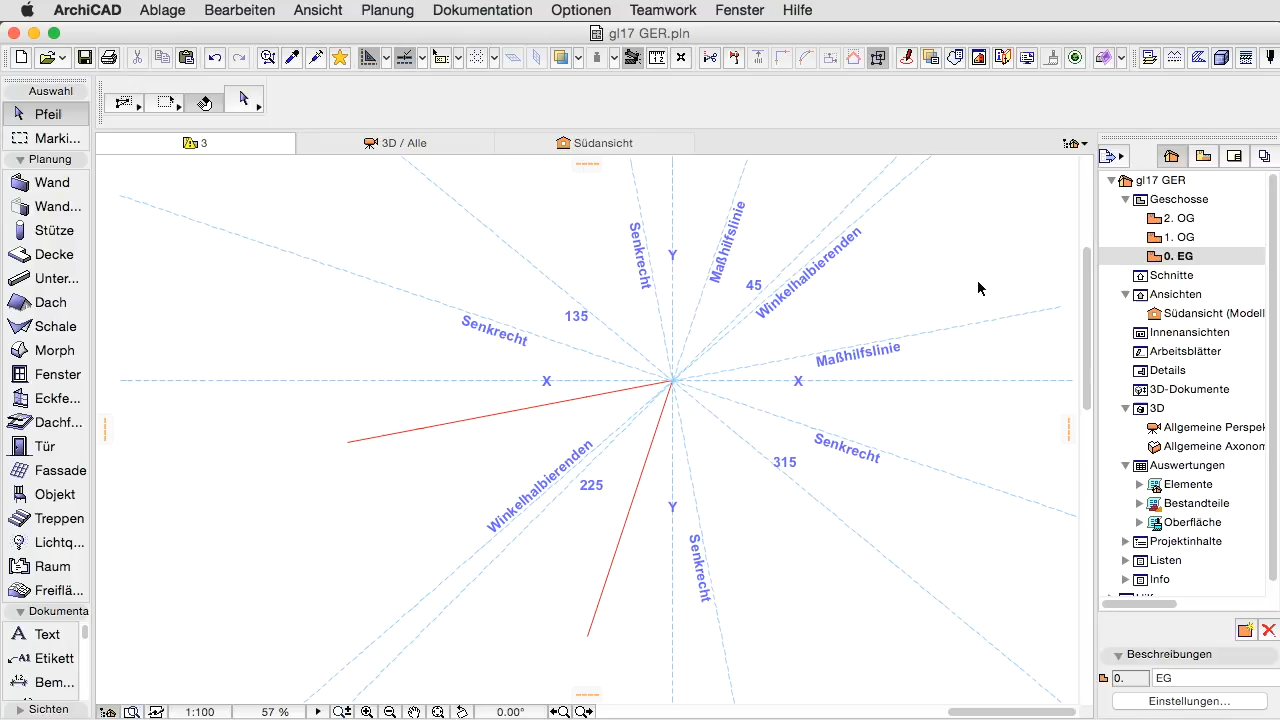 ArchiCAD Ablage Bearbeiten Ansicht Planung Dokumentation Optionen Teamwork Fenster Hilfe
gl17 GER.pln
Auswahl
Pfeil
Marki...
Planung
Wand
Wand...
Stütze
Decke
Unter...
Dach
Schale
Morph
Fenster
Eckfe...
Dachf...
Tür
Fassade
Objekt
Treppen
Lichtq...
Raum
Freiflä...
Dokumenta
Text
A1 Etikett
Bem...
Sichten
3
3D / Alle
Südansicht
Senkrecht
Y
Maßhilfslinie
45
Winkelhalbierenden
135
Senkrecht
Maßhilfslinie
X
X
Senkrecht
Winkelhalbierenden
315
225
Y
Senkrecht
gl17 GER
Geschosse
2. OG
1. OG
0. EG
Schnitte
Ansichten
Südansicht (Modell
Innenansichten
Arbeitsblätter
Details
3D-Dokumente
3D
Allgemeine Perspek
Allgemeine Axonor
Auswertungen
Elemente
Bestandteile
Oberfläche
Projektinhalte
Listen
Info
Beschreibungen
0. EG
Einstellungen...
1:100 57 % 0.00°